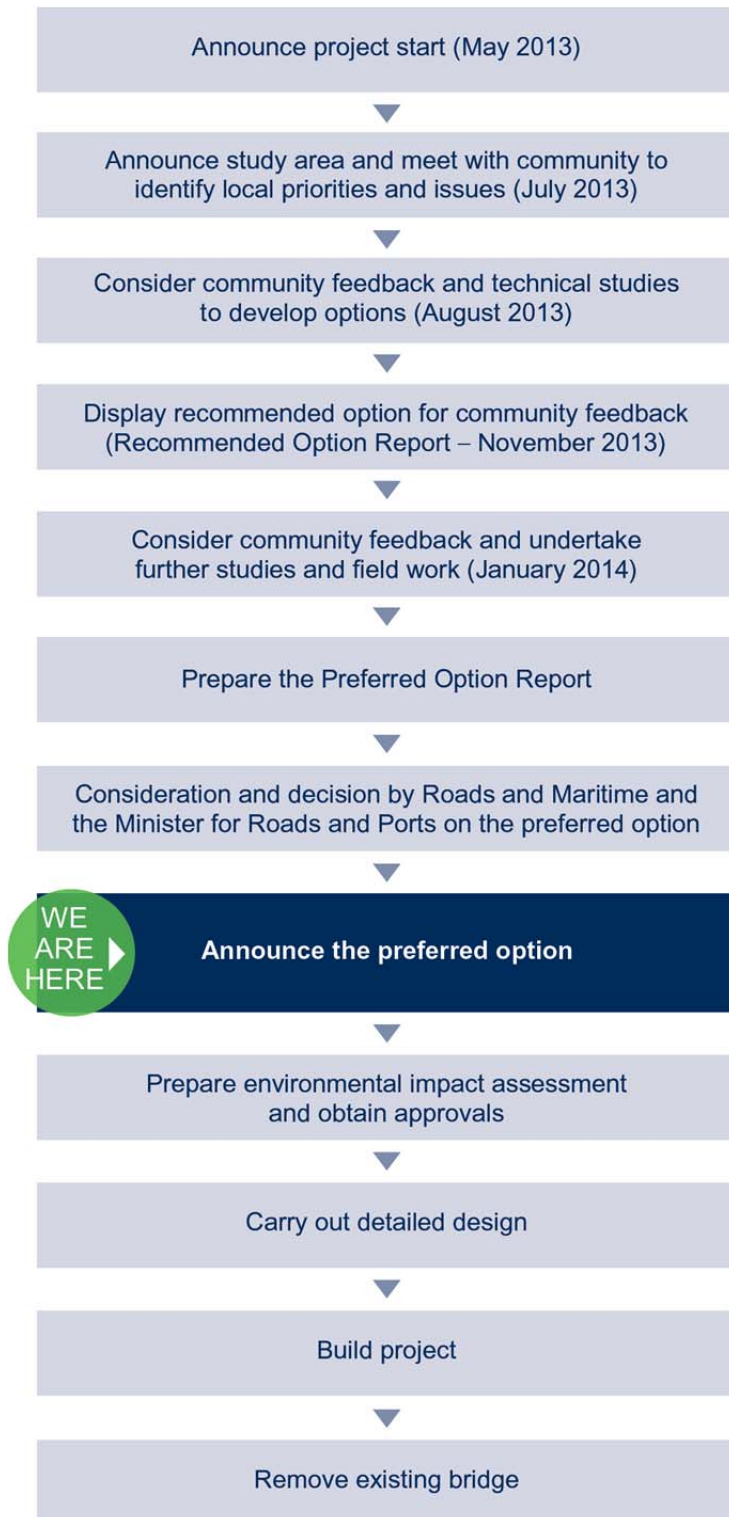 Announce project start (May 2013)
Announce study area and meet with community to
identify local priorities and issues (July 2013)
Consider community feedback and technical studies
to develop options (August 2013)
Display recommended option for community feedback
(Recommended Option Report – November 2013)
Consider community feedback and undertake
further studies and field work (January 2014)
Prepare the Preferred Option Report
Consideration and decision by Roads and Maritime and
the Minister for Roads and Ports on the preferred option
WE
ARE
HERE
Announce the preferred option
Prepare environmental impact assessment
and obtain approvals
Carry out detailed design
Build project
Remove existing bridge